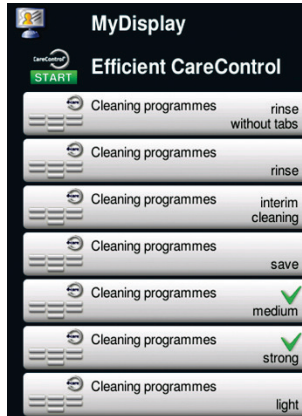 MyDisplay
CareControl
START
Efficient CareControl
Cleaning programmes
rinse
without tabs
Cleaning programmes
rinse
Cleaning programmes
interim
cleaning
Cleaning programmes
save
Cleaning programmes
medium
Cleaning programmes
strong
Cleaning programmes
light